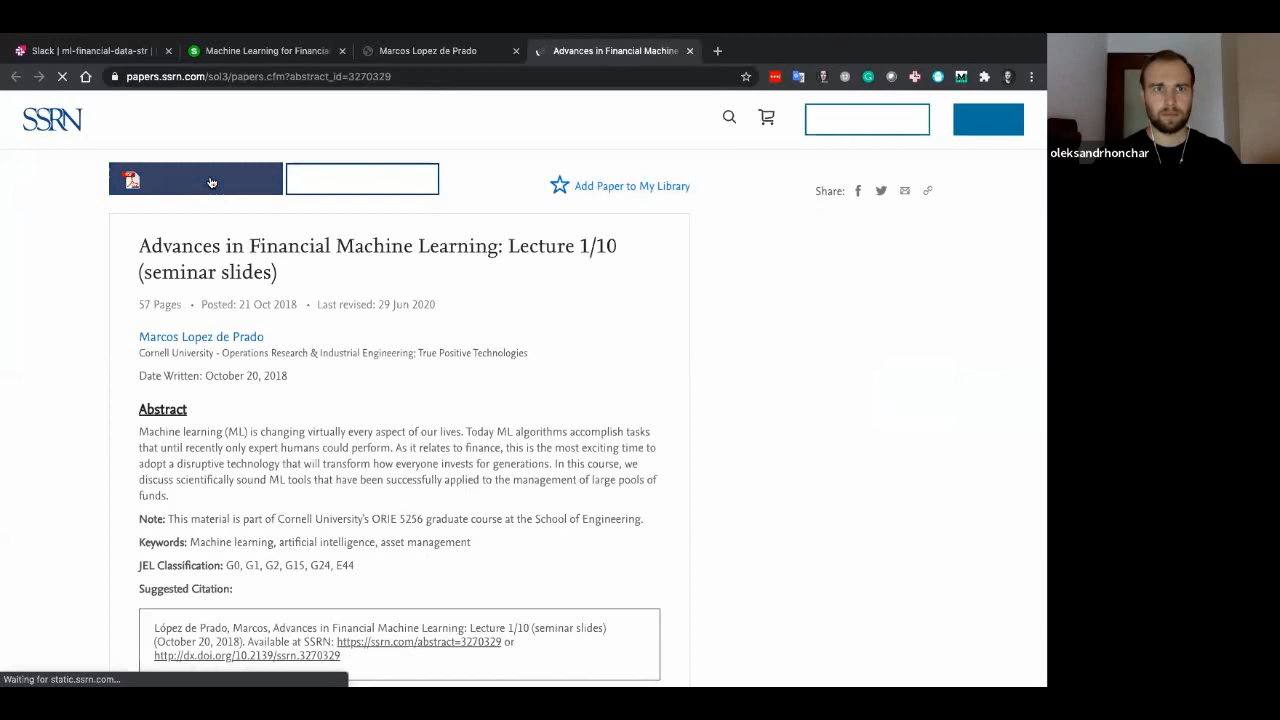 Slack | ml-financial-data-str
Machine Learning for Financia
Marcos Lopez de Prado
Advances in Financial Machine
papers.ssrn.com/sol3/papers.cfm?abstract_id=3270329
SSRN
oleksandrhonchar
Add Paper to My Library
Share:
Advances in Financial Machine Learning: Lecture 1/10
(seminar slides)
57 Pages • Posted: 21 Oct 2018 • Last revised: 29 Jun 2020
Marcos Lopez de Prado
Cornell University - Operations Research & Industrial Engineering; True Positive Technologies
Date Written: October 20, 2018
Abstract
Machine learning (ML) is changing virtually every aspect of our lives. Today ML algorithms accomplish tasks
that until recently only expert humans could perform. As it relates to finance, this is the most exciting time to
adopt a disruptive technology that will transform how everyone invests for generations. In this course, we
discuss scientifically sound ML tools that have been successfully applied to the management of large pools of
funds.
Note: This material is part of Cornell University's ORIE 5256 graduate course at the School of Engineering.
Keywords: Machine learning, artificial intelligence, asset management
JEL Classification: G0, G1, G2, G15, G24, E44
Suggested Citation:
López de Prado, Marcos, Advances in Financial Machine Learning: Lecture 1/10 (seminar slides)
(October 20, 2018). Available at SSRN: https://ssrn.com/abstract=3270329 or
http://dx.doi.org/10.2139/ssrn.3270329
Waiting for static.ssrn.com...